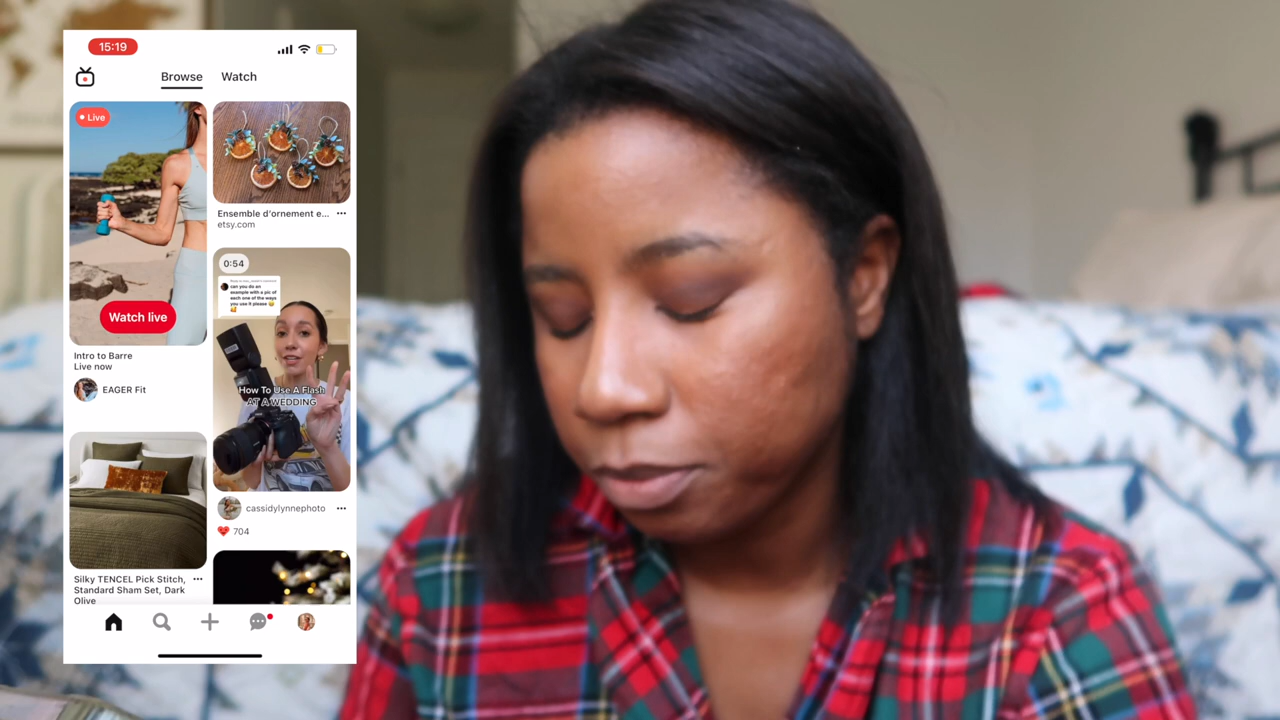 15:19
Browse
Watch
Live
Watch live
Intro to Barre
Live now
EAGER Fit
Silky TENCEL Pick Stitch,
Standard Sham Set, Dark
Olive
Ensemble d'ornement e...
etsy.com
0:54
can you do an
example with a pic of
each one of the ways
you use it please
How To Use A Flash
AT A WEDDING
cassidylynnephoto
704